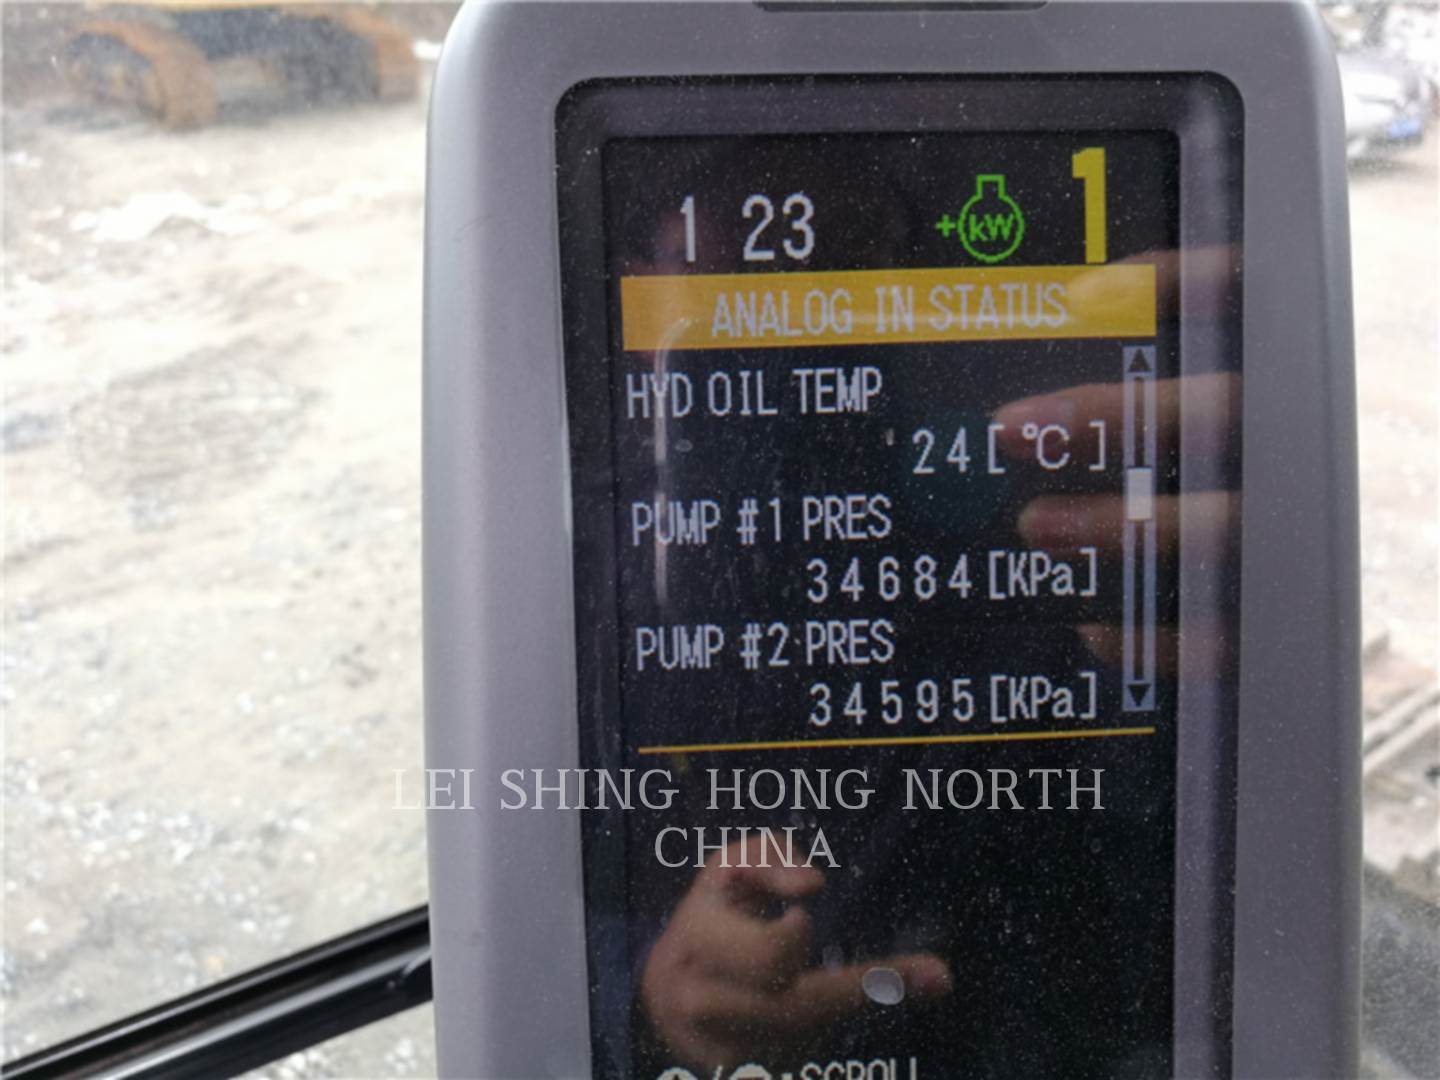 1 23 +kW 1
ANALOG IN STATUS
HYD OIL TEMP
24[ ℃ ]
PUMP #1 PRES
34684[KPa]
PUMP #2 PRES
34595[KPa]
LEI SHING HONG NORTH
CHINA
:SCROLL